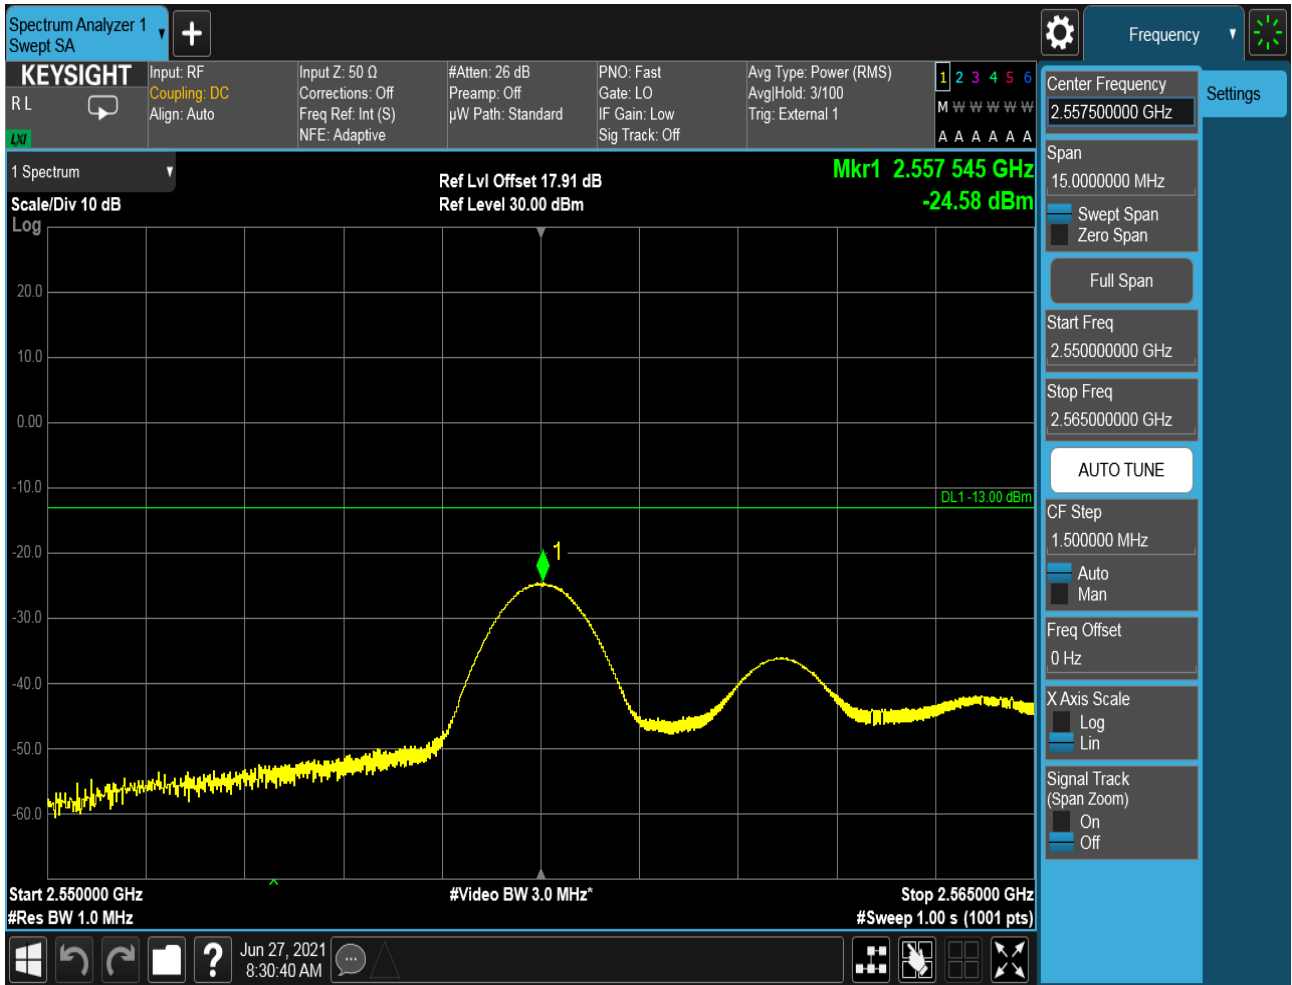 Spectrum Analyzer 1
Swept SA
Frequency
KEYSIGHT
R L
LXI
Input: RF
Coupling: DC
Align: Auto
Input Z: 50 Ω
Corrections: Off
Freq Ref: Int (S)
NFE: Adaptive
#Atten: 26 dB
Preamp: Off
µW Path: Standard
PNO: Fast
Gate: LO
IF Gain: Low
Sig Track: Off
Avg Type: Power (RMS)
Avg|Hold: 3/100
Trig: External 1
1 2 3 4 5 6
M W W W W W
A A A A A A
1 Spectrum
Scale/Div 10 dB
Log
Ref Lvl Offset 17.91 dB
Ref Level 30.00 dBm
Mkr1 2.557 545 GHz
-24.58 dBm
20.0
10.0
0.00
-10.0
-20.0
-30.0
-40.0
-50.0
-60.0
DL1 -13.00 dBm
1
Start 2.550000 GHz
#Res BW 1.0 MHz
#Video BW 3.0 MHz*
Stop 2.565000 GHz
#Sweep 1.00 s (1001 pts)
Center Frequency
2.557500000 GHz
Settings
Span
15.0000000 MHz
Swept Span
Zero Span
Full Span
Start Freq
2.550000000 GHz
Stop Freq
2.565000000 GHz
AUTO TUNE
CF Step
1.500000 MHz
Auto
Man
Freq Offset
0 Hz
X Axis Scale
Log
Lin
Signal Track
(Span Zoom)
On
Off
?
Jun 27, 2021
8:30:40 AM